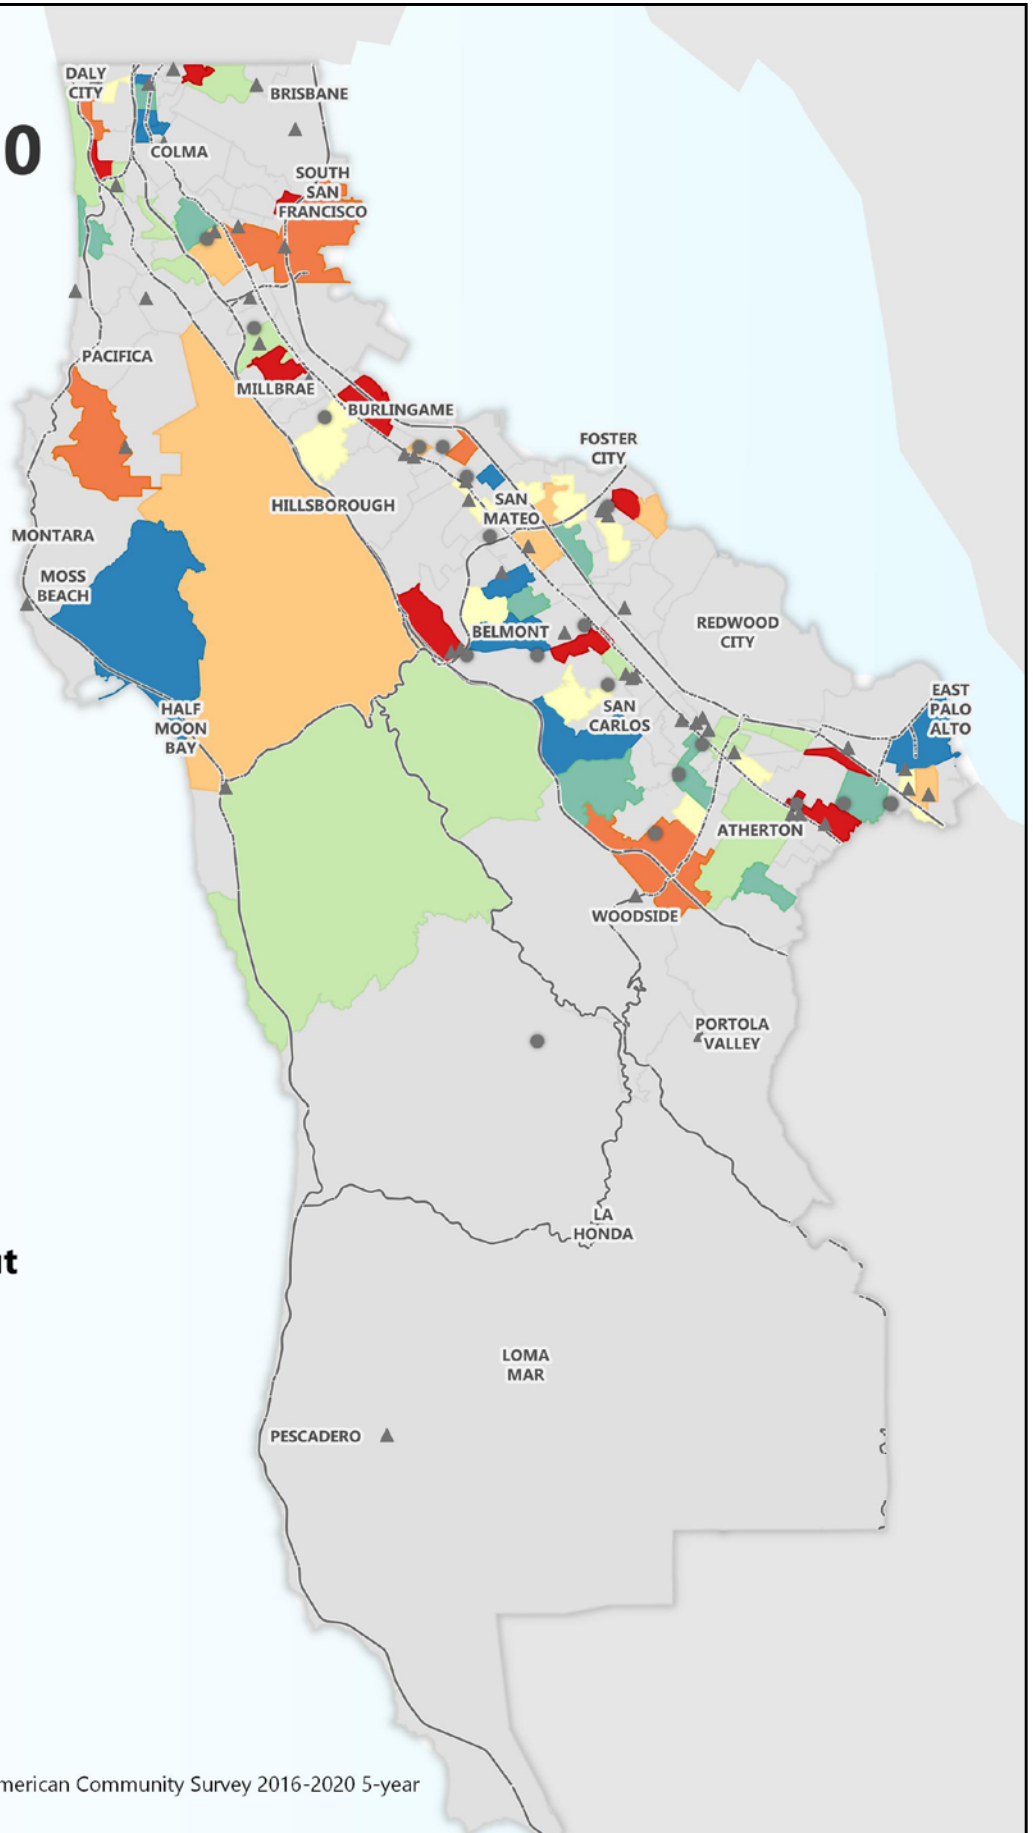 DALY
CITY
BRISBANE
0
COLMA
SOUTH
SAN
FRANCISCO
PACIFICA
MILLBRAE
BURLINGAME
FOSTER
CITY
HILLSBOROUGH
SAN
MATEO
MONTARA
MOSS
BEACH
REDWOOD
CITY
BELMONT
EAST
PALO
ALTO
SAN
CARLOS
HALF
MOON
BAY
ATHERTON
WOODSIDE
PORTOLA
VALLEY
LA
HONDA
LOMA
MAR
PESCADERO
merican Community Survey 2016-2020 5-year